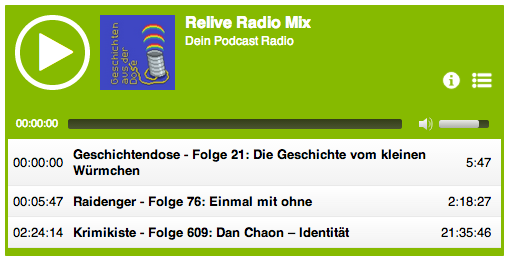 Relive Radio Mix
Dein Podcast Radio
Geschichten
aus der
Dose
00:00:00
00:00:00 Geschichtendose - Folge 21: Die Geschichte vom kleinen
Würmchen 5:47
00:05:47 Raidenger - Folge 76: Einmal mit ohne 2:18:27
02:24:14 Krimikiste - Folge 609: Dan Chaon – Identität 21:35:46